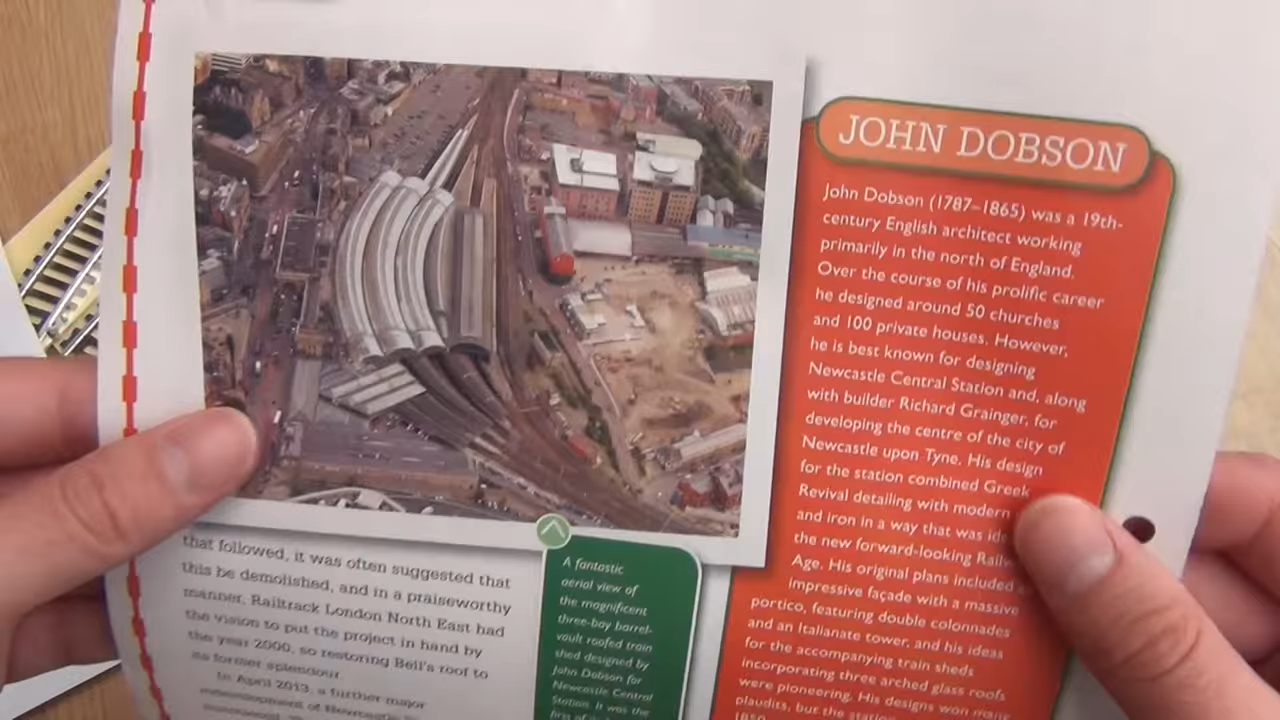 JOHN DOBSON
John Dobson (1787–1865) was a 19th-
century English architect working
primarily in the north of England.
Over the course of his prolific career
he designed around 50 churches
and 100 private houses. However,
he is best known for designing
Newcastle Central Station and, along
with builder Richard Grainger, for
developing the centre of the city of
Newcastle upon Tyne. His design
for the station combined Greek
Revival detailing with modern
and iron in a way that was
the new forward-looking
Age. His original plans included
impressive façade with a massive
portico, featuring double colonnades
and an Italianate tower, and his ideas
for the accompanying train sheds
incorporating three arched glass roofs
were pioneering. His designs won many
plaudits, but the station
1850
that followed, it was often suggested that
this be demolished, and in a praiseworthy
manner, Railtrack London North East had
the vision to put the project in hand by
the year 2000, so restoring Bell's roof to
its former splendour.
In April 2013, a further major
A fantastic
aerial view of
the magnificent
three-bay barrel-
vault roofed train
shed designed by
John Dobson for
Newcastle Central
Station. It was the
first of